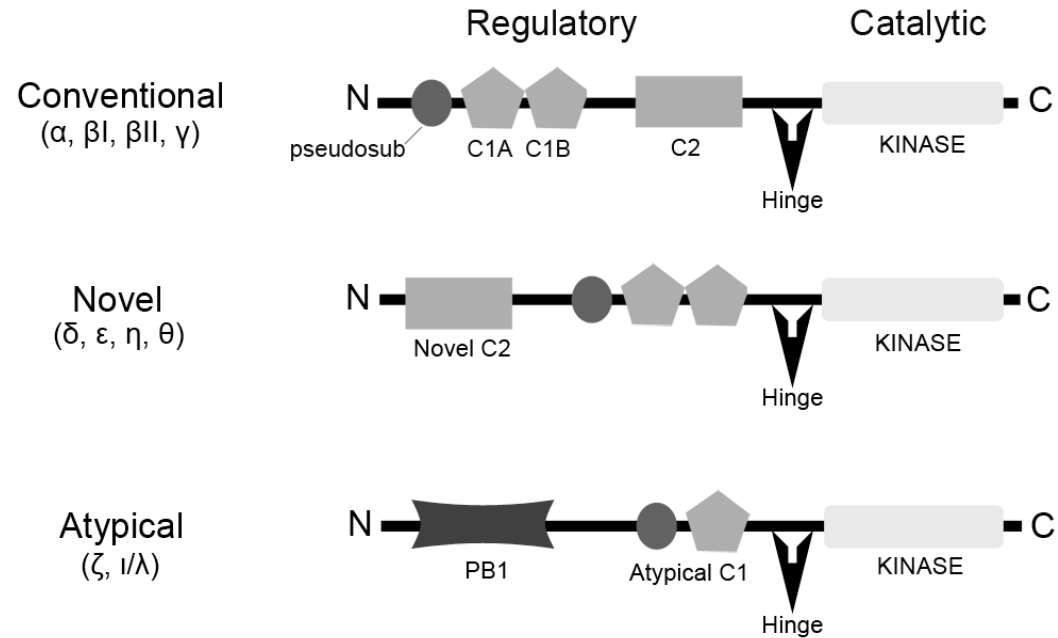 Regulatory Catalytic
Conventional
(α, βI, βII, γ)
N C
pseudosub C1A C1B C2 KINASE
Hinge
Novel
(δ, ε, η, θ)
N C
Novel C2 KINASE
Hinge
Atypical
(ζ, ι/λ)
N C
PB1 Atypical C1 KINASE
Hinge